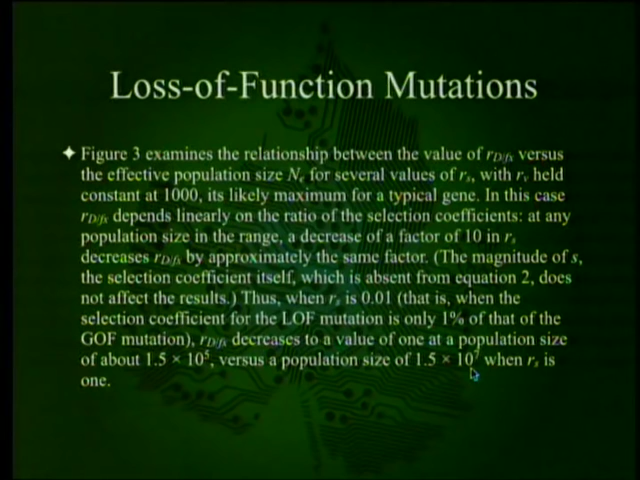 Loss-of-Function Mutations
✦ Figure 3 examines the relationship between the value of rD/fx versus
the effective population size Ne for several values of rs, with rv held
constant at 1000, its likely maximum for a typical gene. In this case
rD/fx depends linearly on the ratio of the selection coefficients: at any
population size in the range, a decrease of a factor of 10 in rs
decreases rD/fx by approximately the same factor. (The magnitude of s,
the selection coefficient itself, which is absent from equation 2, does
not affect the results.) Thus, when rs is 0.01 (that is, when the
selection coefficient for the LOF mutation is only 1% of that of the
GOF mutation), rD/fx decreases to a value of one at a population size
of about 1.5 × 10⁵, versus a population size of 1.5 × 10⁷ when rs is
one.